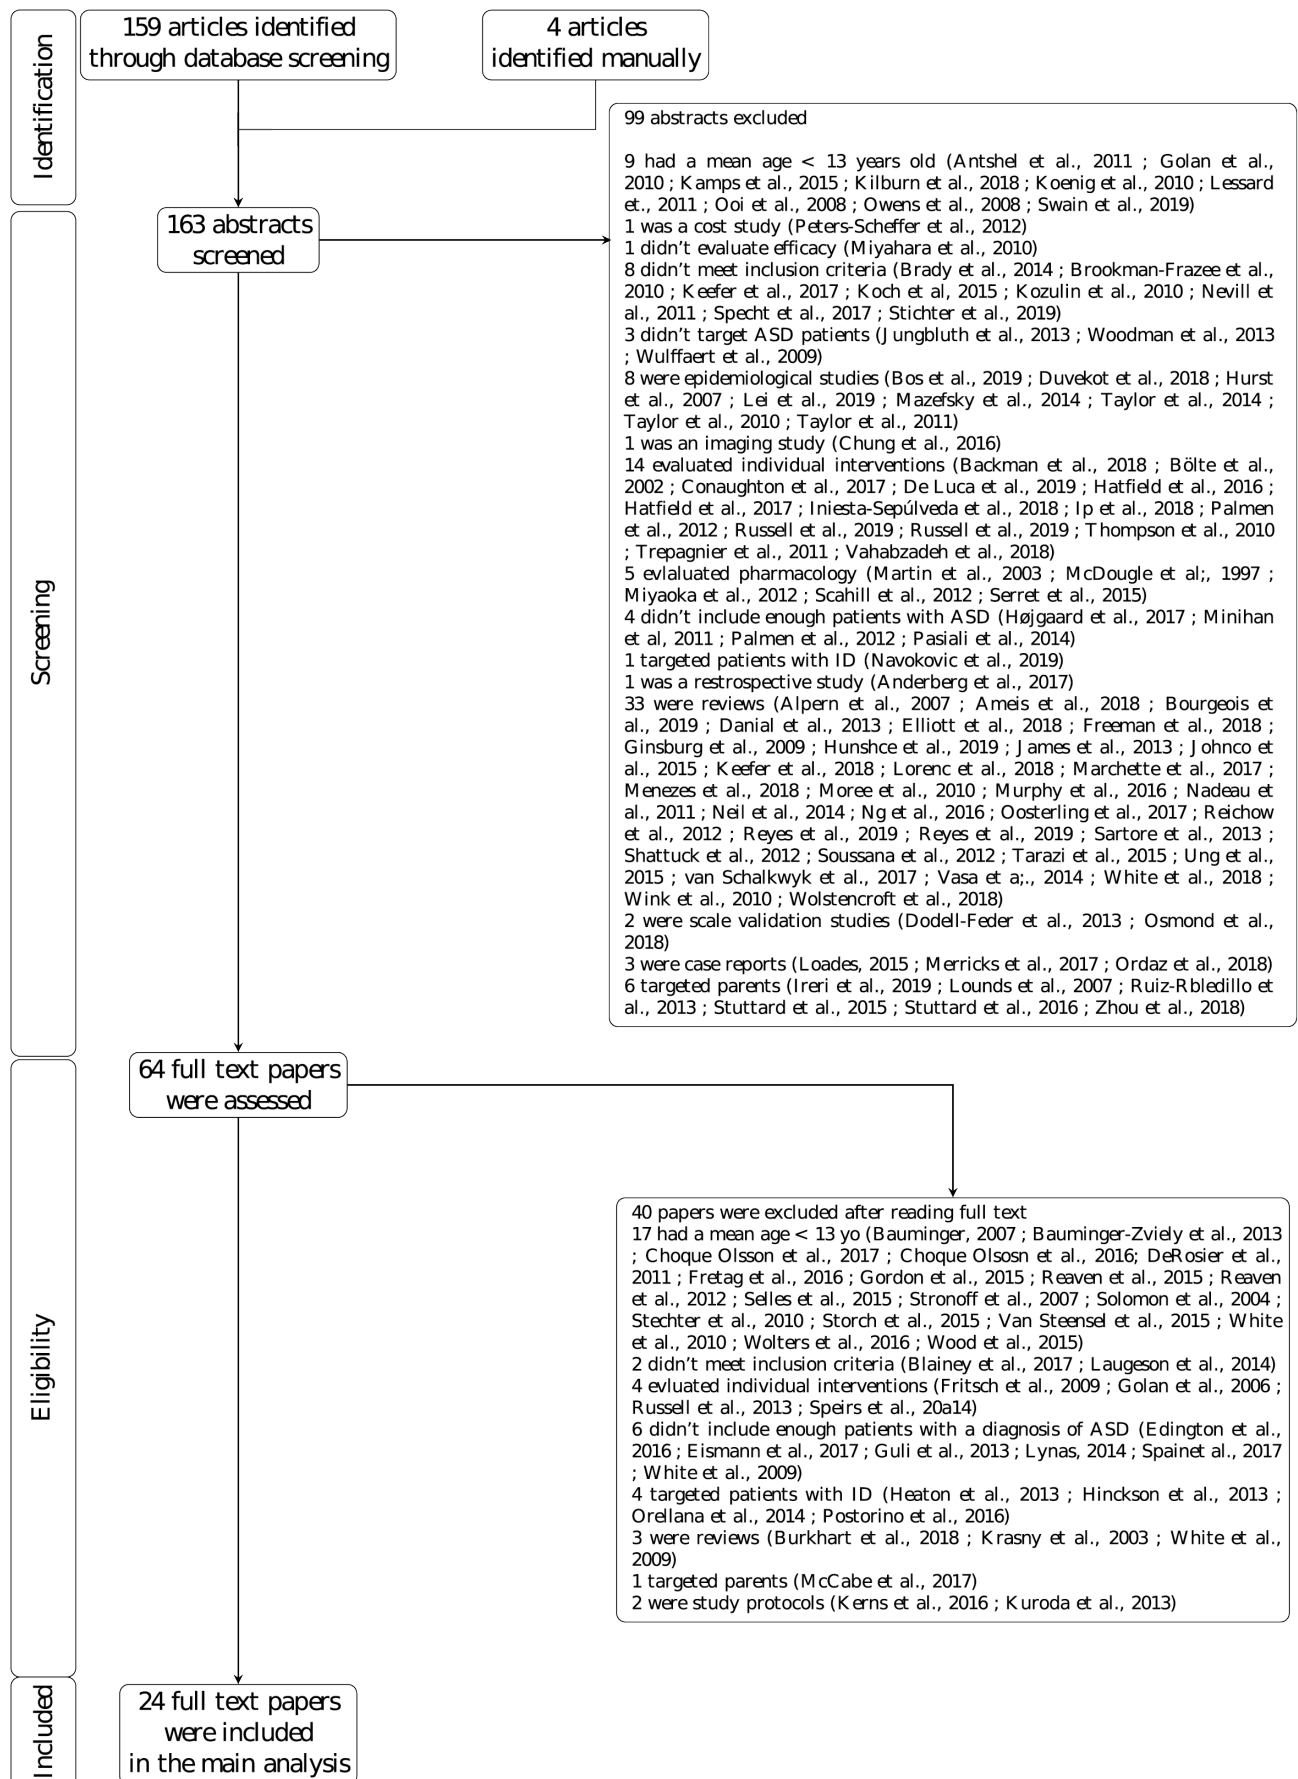 Identification
159 articles identified
through database screening
4 articles
identified manually
99 abstracts excluded
9 had a mean age < 13 years old (Antshel et al., 2011 ; Golan et al.,
2010 ; Kamps et al., 2015 ; Kilburn et al., 2018 ; Koenig et al., 2010 ; Lessard
et., 2011 ; Ooi et al., 2008 ; Owens et al., 2008 ; Swain et al., 2019)
1 was a cost study (Peters-Scheffer et al., 2012)
1 didn't evaluate efficacy (Miyahara et al., 2010)
8 didn't meet inclusion criteria (Brady et al., 2014 ; Brookman-Frazee et al.,
2010 ; Keefer et al., 2017 ; Koch et al, 2015 ; Kozulin et al., 2010 ; Nevill et
al., 2011 ; Specht et al., 2017 ; Stichter et al., 2019)
3 didn't target ASD patients (Jungbluth et al., 2013 ; Woodman et al., 2013
; Wulffaert et al., 2009)
8 were epidemiological studies (Bos et al., 2019 ; Duvekot et al., 2018 ; Hurst
et al., 2007 ; Lei et al., 2019 ; Mazefsky et al., 2014 ; Taylor et al., 2014 ;
Taylor et al., 2010 ; Taylor et al., 2011)
1 was an imaging study (Chung et al., 2016)
14 evaluated individual interventions (Backman et al., 2018 ; Bölte et al.,
2002 ; Conaughton et al., 2017 ; De Luca et al., 2019 ; Hatfield et al., 2016 ;
Hatfield et al., 2017 ; Iniesta-Sepúlveda et al., 2018 ; Ip et al., 2018 ; Palmen
et al., 2012 ; Russell et al., 2019 ; Russell et al., 2019 ; Thompson et al., 2010
; Trepagnier et al., 2011 ; Vahabzadeh et al., 2018)
5 evlaluated pharmacology (Martin et al., 2003 ; McDougle et al;, 1997 ;
Miyaoka et al., 2012 ; Scahill et al., 2012 ; Serret et al., 2015)
4 didn't include enough patients with ASD (Højgaard et al., 2017 ; Minihan
et al, 2011 ; Palmen et al., 2012 ; Pasiali et al., 2014)
1 targeted patients with ID (Navokovic et al., 2019)
1 was a restrospective study (Anderberg et al., 2017)
33 were reviews (Alpern et al., 2007 ; Ameis et al., 2018 ; Bourgeois et
al., 2019 ; Danial et al., 2013 ; Elliott et al., 2018 ; Freeman et al., 2018 ;
Ginsburg et al., 2009 ; Hunshce et al., 2019 ; James et al., 2013 ; Johnco et
al., 2015 ; Keefer et al., 2018 ; Lorenc et al., 2018 ; Marchette et al., 2017 ;
Menezes et al., 2018 ; Moree et al., 2010 ; Murphy et al., 2016 ; Nadeau et
al., 2011 ; Neil et al., 2014 ; Ng et al., 2016 ; Oosterling et al., 2017 ; Reichow
et al., 2012 ; Reyes et al., 2019 ; Reyes et al., 2019 ; Sartore et al., 2013 ;
Shattuck et al., 2012 ; Soussana et al., 2012 ; Tarazi et al., 2015 ; Ung et al.,
2015 ; van Schalkwyk et al., 2017 ; Vasa et a;., 2014 ; White et al., 2018 ;
Wink et al., 2010 ; Wolstencroft et al., 2018)
2 were scale validation studies (Dodell-Feder et al., 2013 ; Osmond et al.,
2018)
3 were case reports (Loades, 2015 ; Merricks et al., 2017 ; Ordaz et al., 2018)
6 targeted parents (Ireri et al., 2019 ; Lounds et al., 2007 ; Ruiz-Rbledillo et
al., 2013 ; Stuttard et al., 2015 ; Stuttard et al., 2016 ; Zhou et al., 2018)
Screening
163 abstracts
screened
Eligibility
64 full text papers
were assessed
40 papers were excluded after reading full text
17 had a mean age < 13 yo (Bauminger, 2007 ; Bauminger-Zviely et al., 2013
; Choque Olsson et al., 2017 ; Choque Olsosn et al., 2016; DeRosier et al.,
2011 ; Fretag et al., 2016 ; Gordon et al., 2015 ; Reaven et al., 2015 ; Reaven
et al., 2012 ; Selles et al., 2015 ; Stronoff et al., 2007 ; Solomon et al., 2004 ;
Stechter et al., 2010 ; Storch et al., 2015 ; Van Steensel et al., 2015 ; White
et al., 2010 ; Wolters et al., 2016 ; Wood et al., 2015)
2 didn't meet inclusion criteria (Blainey et al., 2017 ; Laugeson et al., 2014)
4 evluated individual interventions (Fritsch et al., 2009 ; Golan et al., 2006 ;
Russell et al., 2013 ; Speirs et al., 20a14)
6 didn't include enough patients with a diagnosis of ASD (Edington et al.,
2016 ; Eismann et al., 2017 ; Guli et al., 2013 ; Lynas, 2014 ; Spainet al., 2017
; White et al., 2009)
4 targeted patients with ID (Heaton et al., 2013 ; Hinckson et al., 2013 ;
Orellana et al., 2014 ; Postorino et al., 2016)
3 were reviews (Burkhart et al., 2018 ; Krasny et al., 2003 ; White et al.,
2009)
1 targeted parents (McCabe et al., 2017)
2 were study protocols (Kerns et al., 2016 ; Kuroda et al., 2013)
Included
24 full text papers
were included
in the main analysis